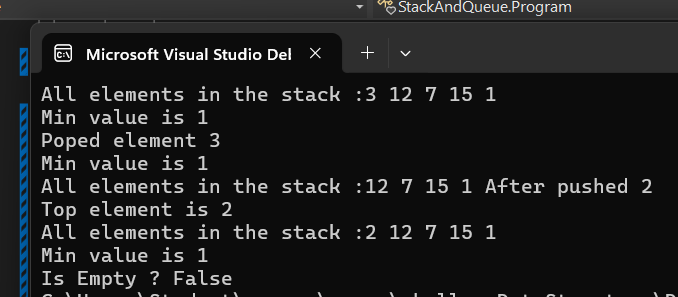 StackAndQueue.Program
Microsoft Visual Studio Del
All elements in the stack :3 12 7 15 1
Min value is 1
Poped element 3
Min value is 1
All elements in the stack :12 7 15 1 After pushed 2
Top element is 2
All elements in the stack :2 12 7 15 1
Min value is 1
Is Empty ? False